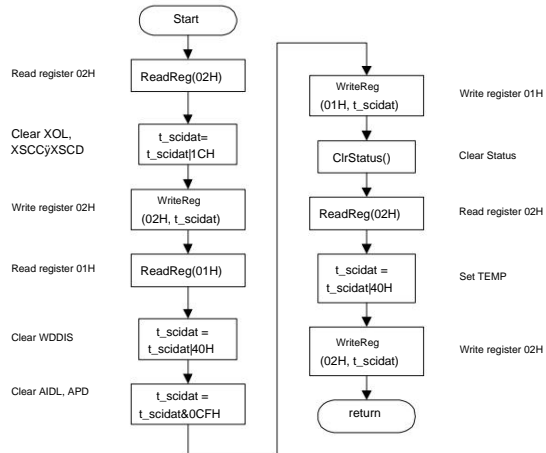 Start
Read register 02H
ReadReg(02H)
Clear XOL,
XSCCÿXSCD
t_scidat=
t_scidat|1CH
Write register 02H
WriteReg
(02H, t_scidat)
Read register 01H
ReadReg(01H)
Clear WDDIS
t_scidat =
t_scidat|40H
Clear AIDL, APD
t_scidat =
t_scidat&0CFH
WriteReg
(01H, t_scidat)
Write register 01H
ClrStatus()
Clear Status
ReadReg(02H)
Read register 02H
t_scidat =
t_scidat|40H
Set TEMP
WriteReg
(02H, t_scidat)
Write register 02H
return